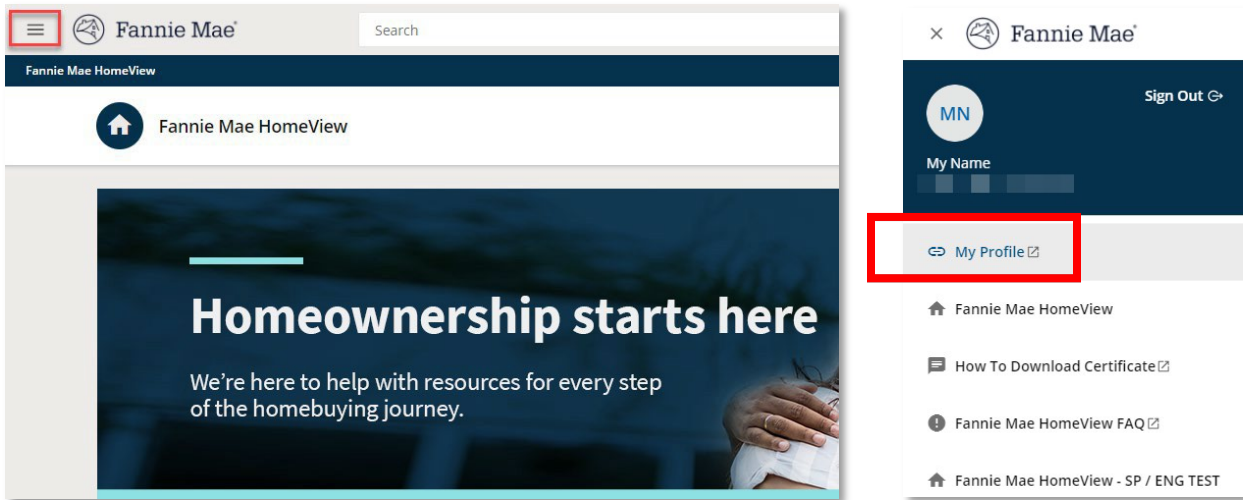 Fannie Mae®
Search
Fannie Mae HomeView
Fannie Mae HomeView
Homeownership starts here
We’re here to help with resources for every step
of the homebuying journey.
Fannie Mae®
Sign Out
MN
My Name
My Profile
Fannie Mae HomeView
How To Download Certificate
Fannie Mae HomeView FAQ
Fannie Mae HomeView - SP / ENG TEST